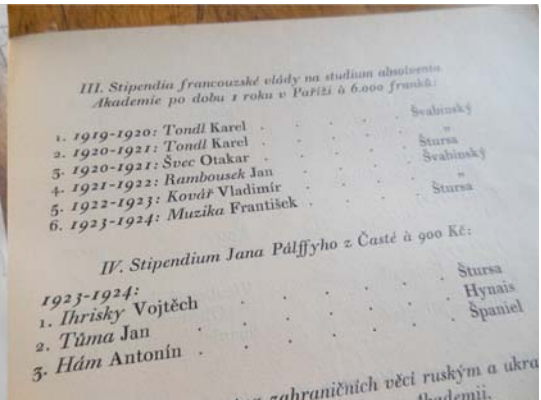 III. Stipendia francouzské vlády na studium absolventa
Akademie po dobu 1 roku v Paříži à 6.000 franků:
1. 1919-1920: Tondl Karel . . . . Švabinský
2. 1920-1921: Tondl Karel . . . . "
3. 1920-1921: Švec Otakar . . . . Štursa
4. 1921-1922: Rambousek Jan . . . . Švabinský
5. 1922-1923: Kovář Vladimír . . . . "
6. 1923-1924: Muzika František . . . . Štursa
IV. Stipendium Jana Pálffyho z Časté à 900 Kč:
1923-1924:
1. Ihrisky Vojtěch . . . . . Štursa
2. Tůma Jan . . . . . Hynais
3. Hám Antonín . . . . . Španiel
zahraničních věcí ruským a ukra
Akademii.